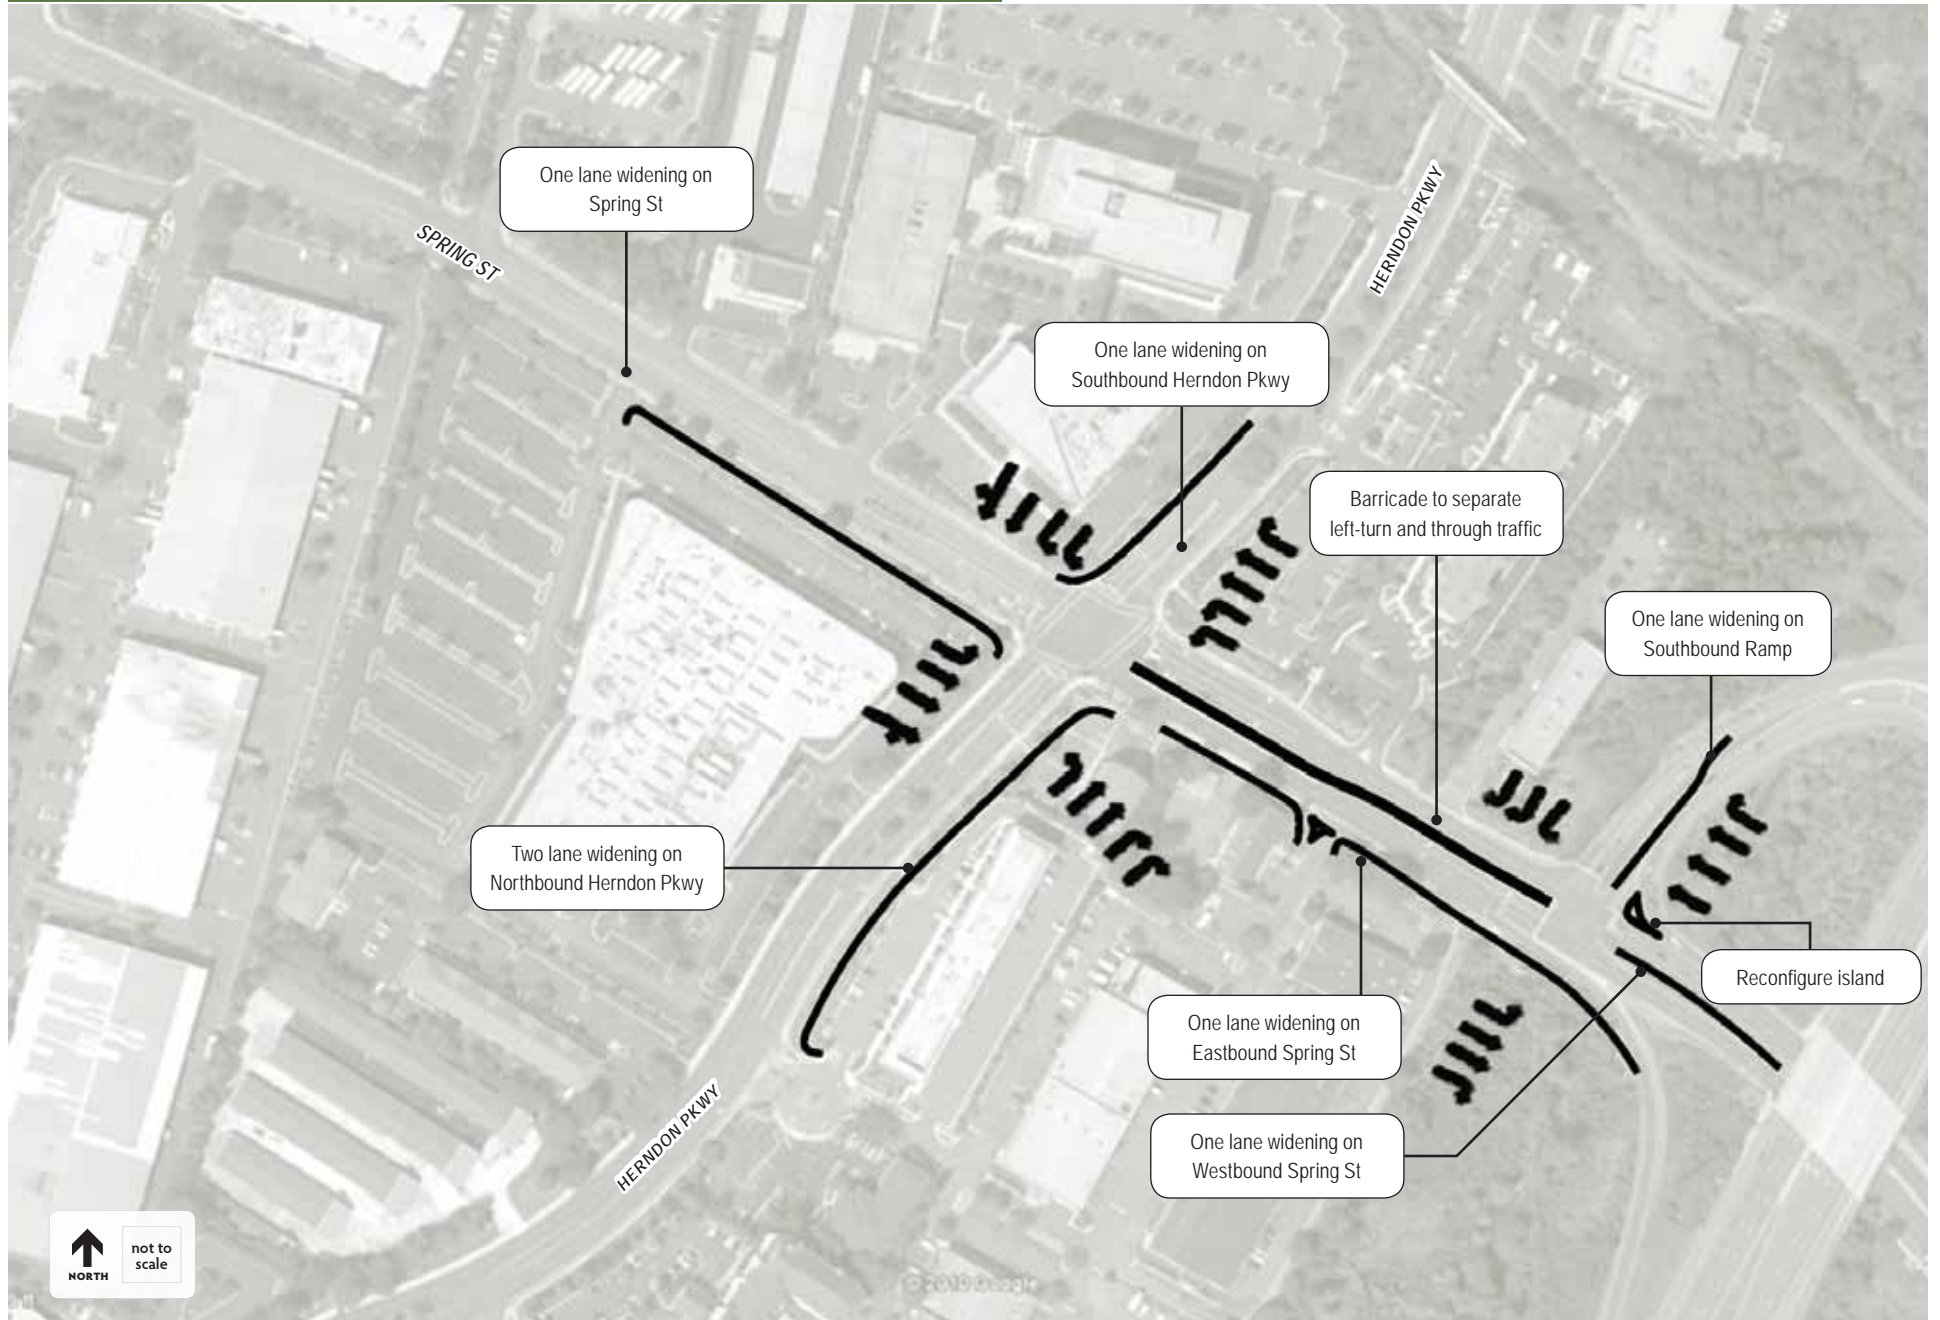 One lane widening on
Spring St
SPRING ST
HERNDON PKWY
One lane widening on
Southbound Herndon Pkwy
Barricade to separate
left-turn and through traffic
One lane widening on
Southbound Ramp
Two lane widening on
Northbound Herndon Pkwy
Reconfigure island
One lane widening on
Eastbound Spring St
One lane widening on
Westbound Spring St
HERNDON PKWY
NORTH
not to
scale
© 2010 Google